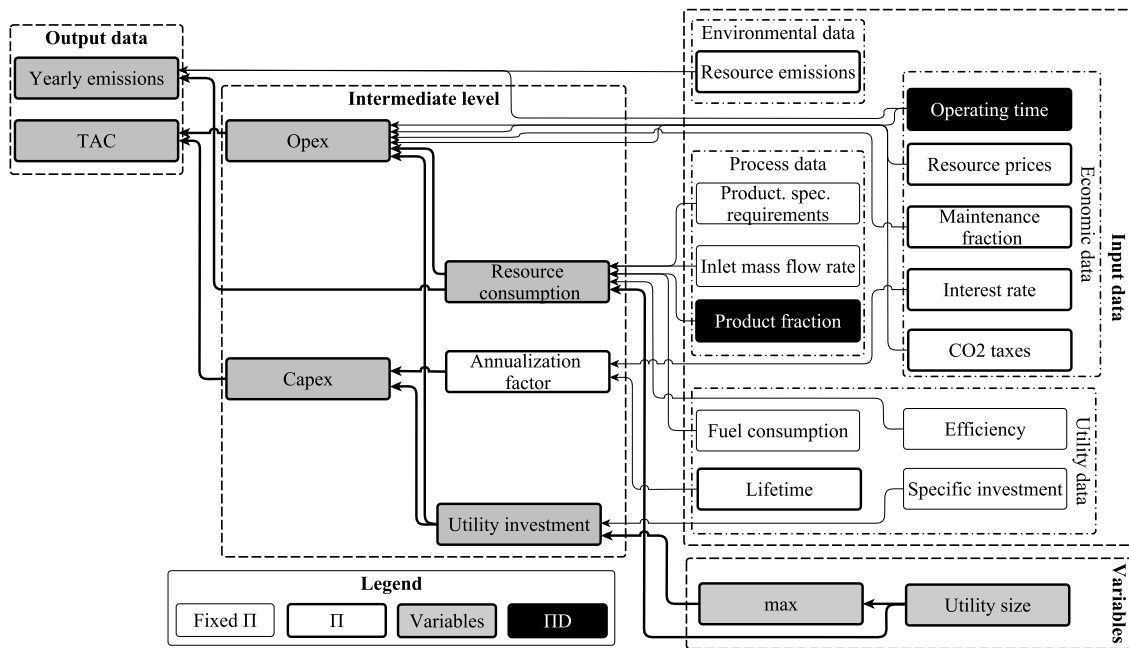 Output data
Yearly emissions
TAC
Intermediate level
Opex
Resource
consumption
Annualization
factor
Capex
Utility investment
Environmental data
Resource emissions
Process data
Product. spec.
requirements
Inlet mass flow rate
Product fraction
Operating time
Resource prices
Maintenance
fraction
Interest rate
CO2 taxes
Economic data
Input data
Fuel consumption
Efficiency
Lifetime
Specific investment
Utility data
max
Utility size
Variables
Legend
Fixed Π
Π
Variables
ΠD